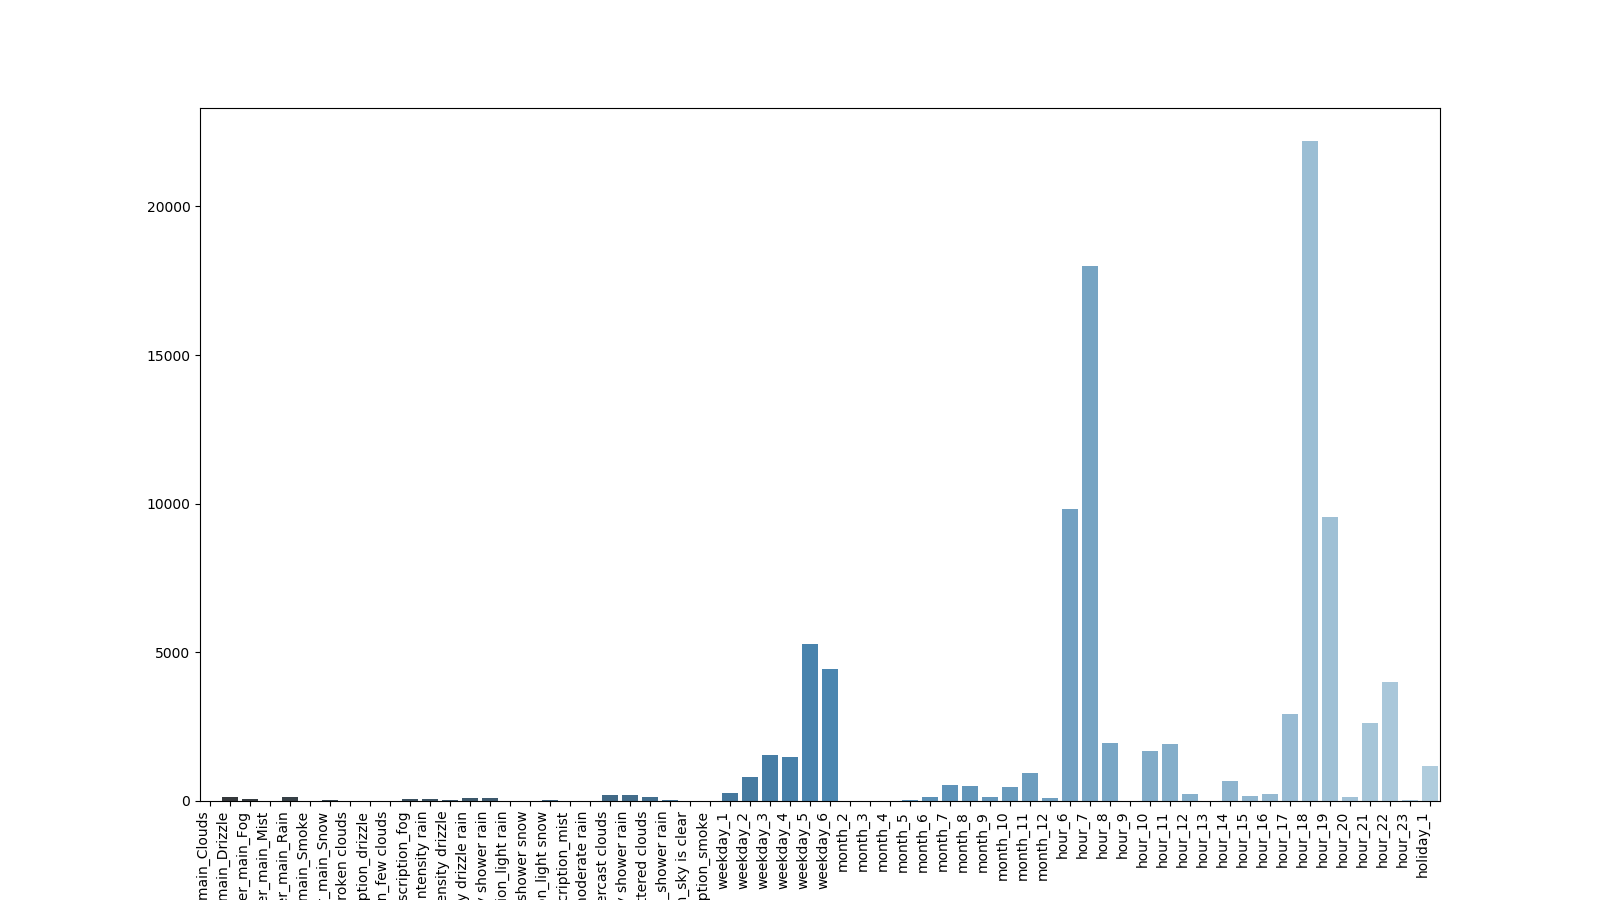 20000
15000
10000
5000
0
main_Clouds
main_Drizzle
er_main_Fog
er_main_Mist
er_main_Rain
main_Smoke
r_main_Snow
roken clouds
ption_drizzle
n_few clouds
scription_fog
ntensity rain
ensity drizzle
y drizzle rain
y shower rain
ion_light rain
shower snow
on_light snow
cription_mist
moderate rain
ercast clouds
y shower rain
ttered clouds
_shower rain
n_sky is clear
ption_smoke
weekday_1
weekday_2
weekday_3
weekday_4
weekday_5
weekday_6
month_2
month_3
month_4
month_5
month_6
month_7
month_8
month_9
month_10
month_11
month_12
hour_6
hour_7
hour_8
hour_9
hour_10
hour_11
hour_12
hour_13
hour_14
hour_15
hour_16
hour_17
hour_18
hour_19
hour_20
hour_21
hour_22
hour_23
holiday_1